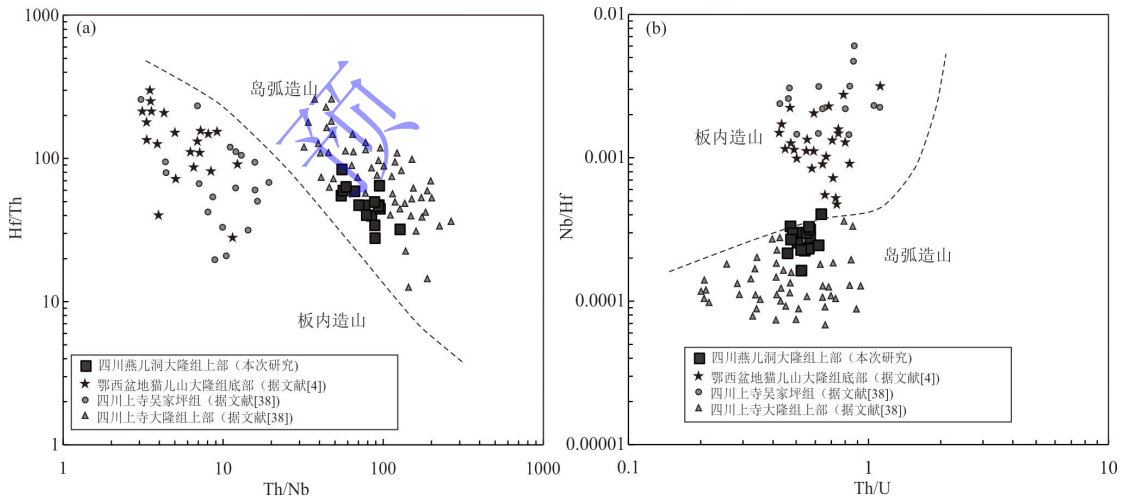 (a)
1000
100
10
1
Hf/Th
岛弧造山
板内造山
四川燕儿洞大隆组上部（本次研究）
鄂西盆地猫儿山大隆组底部（据文献[4]）
四川上寺吴家坪组（据文献[38]）
四川上寺大隆组上部（据文献[38]）
1 10 100 1000
Th/Nb
(b)
0.01
0.001
0.0001
0.00001
Nb/Hf
板内造山
岛弧造山
四川燕儿洞大隆组上部（本次研究）
鄂西盆地猫儿山大隆组底部（据文献[4]）
四川上寺吴家坪组（据文献[38]）
四川上寺大隆组上部（据文献[38]）
0.1 1 10
Th/U